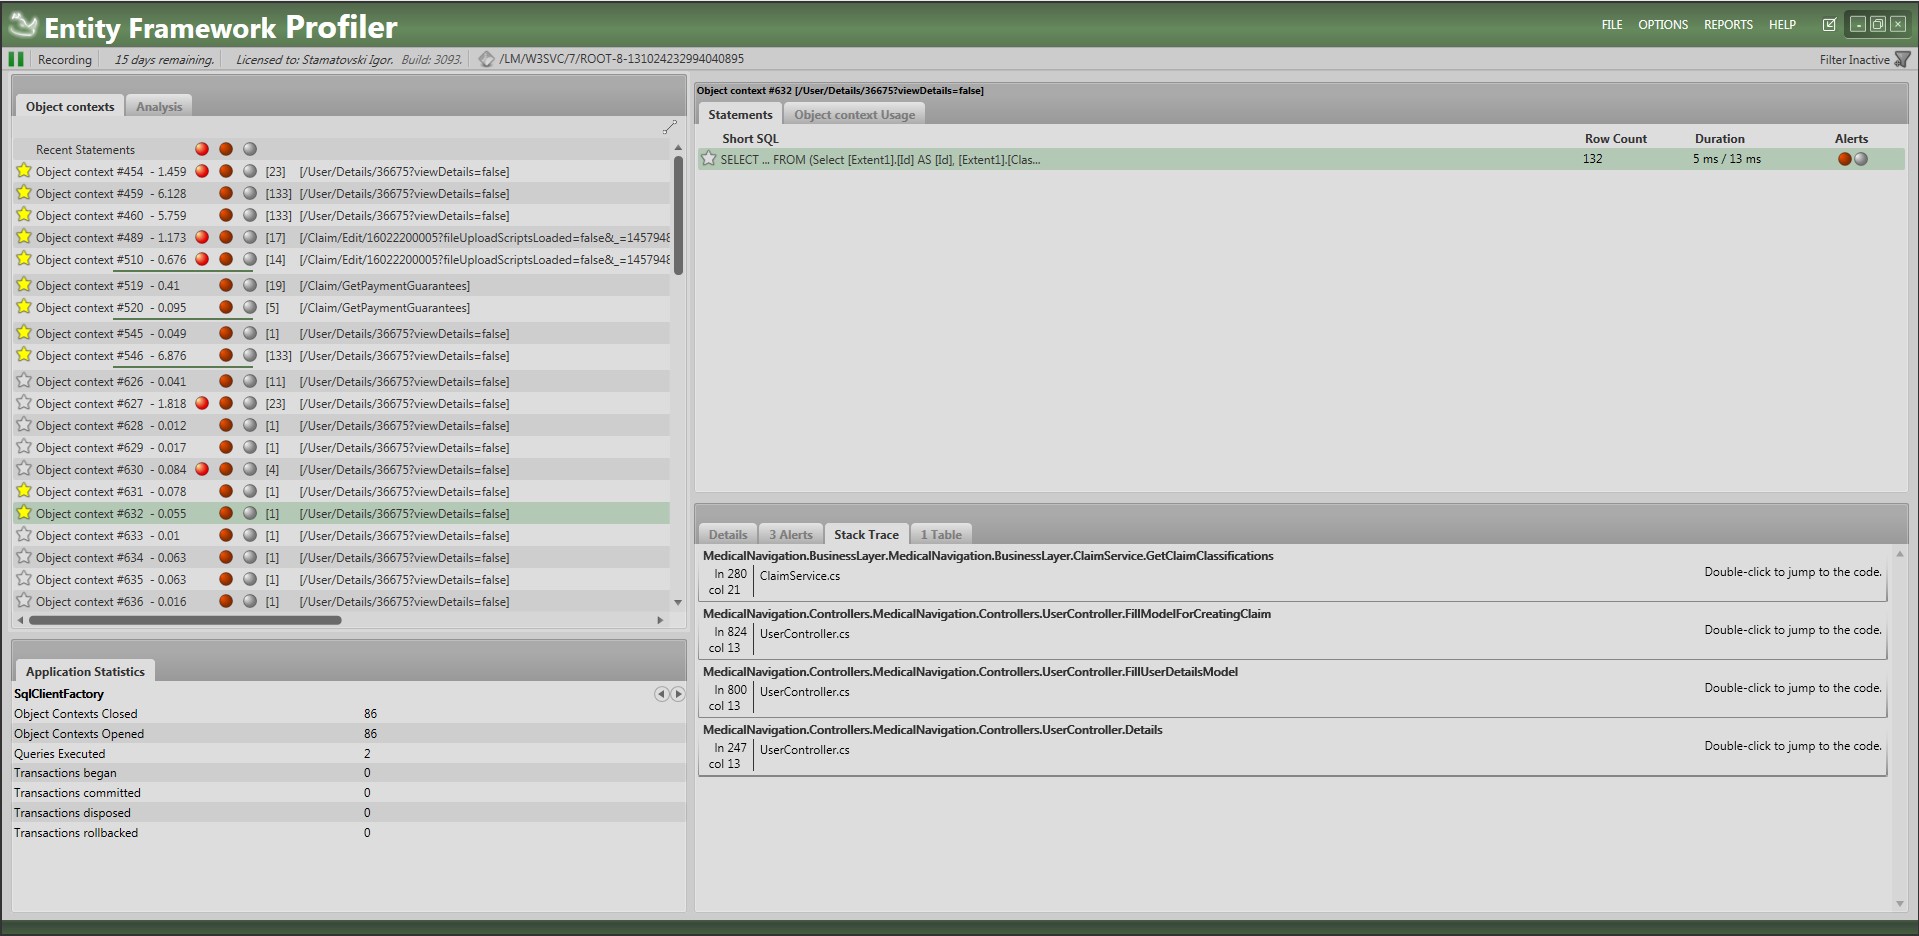 Entity Framework Profiler
FILE OPTIONS REPORTS HELP
Recording 15 days remaining. Licensed to: Stamatovski Igor. Build: 3093. /LM/W3SVC/7/ROOT-8-131024232994040895 Filter Inactive
Object contexts Analysis
Recent Statements
Object context #454 - 1.459 [23] [/User/Details/36675?viewDetails=false]
Object context #459 - 6.128 [133] [/User/Details/36675?viewDetails=false]
Object context #460 - 5.759 [133] [/User/Details/36675?viewDetails=false]
Object context #489 - 1.173 [17] [/Claim/Edit/16022200005?fileUploadScriptsLoaded=false&_=1457948
Object context #510 - 0.676 [14] [/Claim/Edit/16022200005?fileUploadScriptsLoaded=false&_=1457948
Object context #519 - 0.41 [19] [/Claim/GetPaymentGuarantees]
Object context #520 - 0.095 [5] [/Claim/GetPaymentGuarantees]
Object context #545 - 0.049 [1] [/User/Details/36675?viewDetails=false]
Object context #546 - 6.876 [133] [/User/Details/36675?viewDetails=false]
Object context #626 - 0.041 [11] [/User/Details/36675?viewDetails=false]
Object context #627 - 1.818 [23] [/User/Details/36675?viewDetails=false]
Object context #628 - 0.012 [1] [/User/Details/36675?viewDetails=false]
Object context #629 - 0.017 [1] [/User/Details/36675?viewDetails=false]
Object context #630 - 0.084 [4] [/User/Details/36675?viewDetails=false]
Object context #631 - 0.078 [1] [/User/Details/36675?viewDetails=false]
Object context #632 - 0.055 [1] [/User/Details/36675?viewDetails=false]
Object context #633 - 0.01 [1] [/User/Details/36675?viewDetails=false]
Object context #634 - 0.063 [1] [/User/Details/36675?viewDetails=false]
Object context #635 - 0.063 [1] [/User/Details/36675?viewDetails=false]
Object context #636 - 0.016 [1] [/User/Details/36675?viewDetails=false]
Application Statistics
SqlClientFactory
Object Contexts Closed 86
Object Contexts Opened 86
Queries Executed 2
Transactions began 0
Transactions committed 0
Transactions disposed 0
Transactions rollbacked 0
Object context #632 [/User/Details/36675?viewDetails=false]
Statements Object context Usage
Short SQL Row Count Duration Alerts
SELECT ... FROM (Select [Extent1].[Id] AS [Id], [Extent1].[Clas... 132 5 ms / 13 ms
Details 3 Alerts Stack Trace 1 Table
MedicalNavigation.BusinessLayer.MedicalNavigation.BusinessLayer.ClaimService.GetClaimClassifications
ln 280 ClaimService.cs Double-click to jump to the code.
col 21
MedicalNavigation.Controllers.MedicalNavigation.Controllers.UserController.FillModelForCreatingClaim
ln 824 UserController.cs Double-click to jump to the code.
col 13
MedicalNavigation.Controllers.MedicalNavigation.Controllers.UserController.FillUserDetailsModel
ln 800 UserController.cs Double-click to jump to the code.
col 13
MedicalNavigation.Controllers.MedicalNavigation.Controllers.UserController.Details
ln 247 UserController.cs Double-click to jump to the code.
col 13